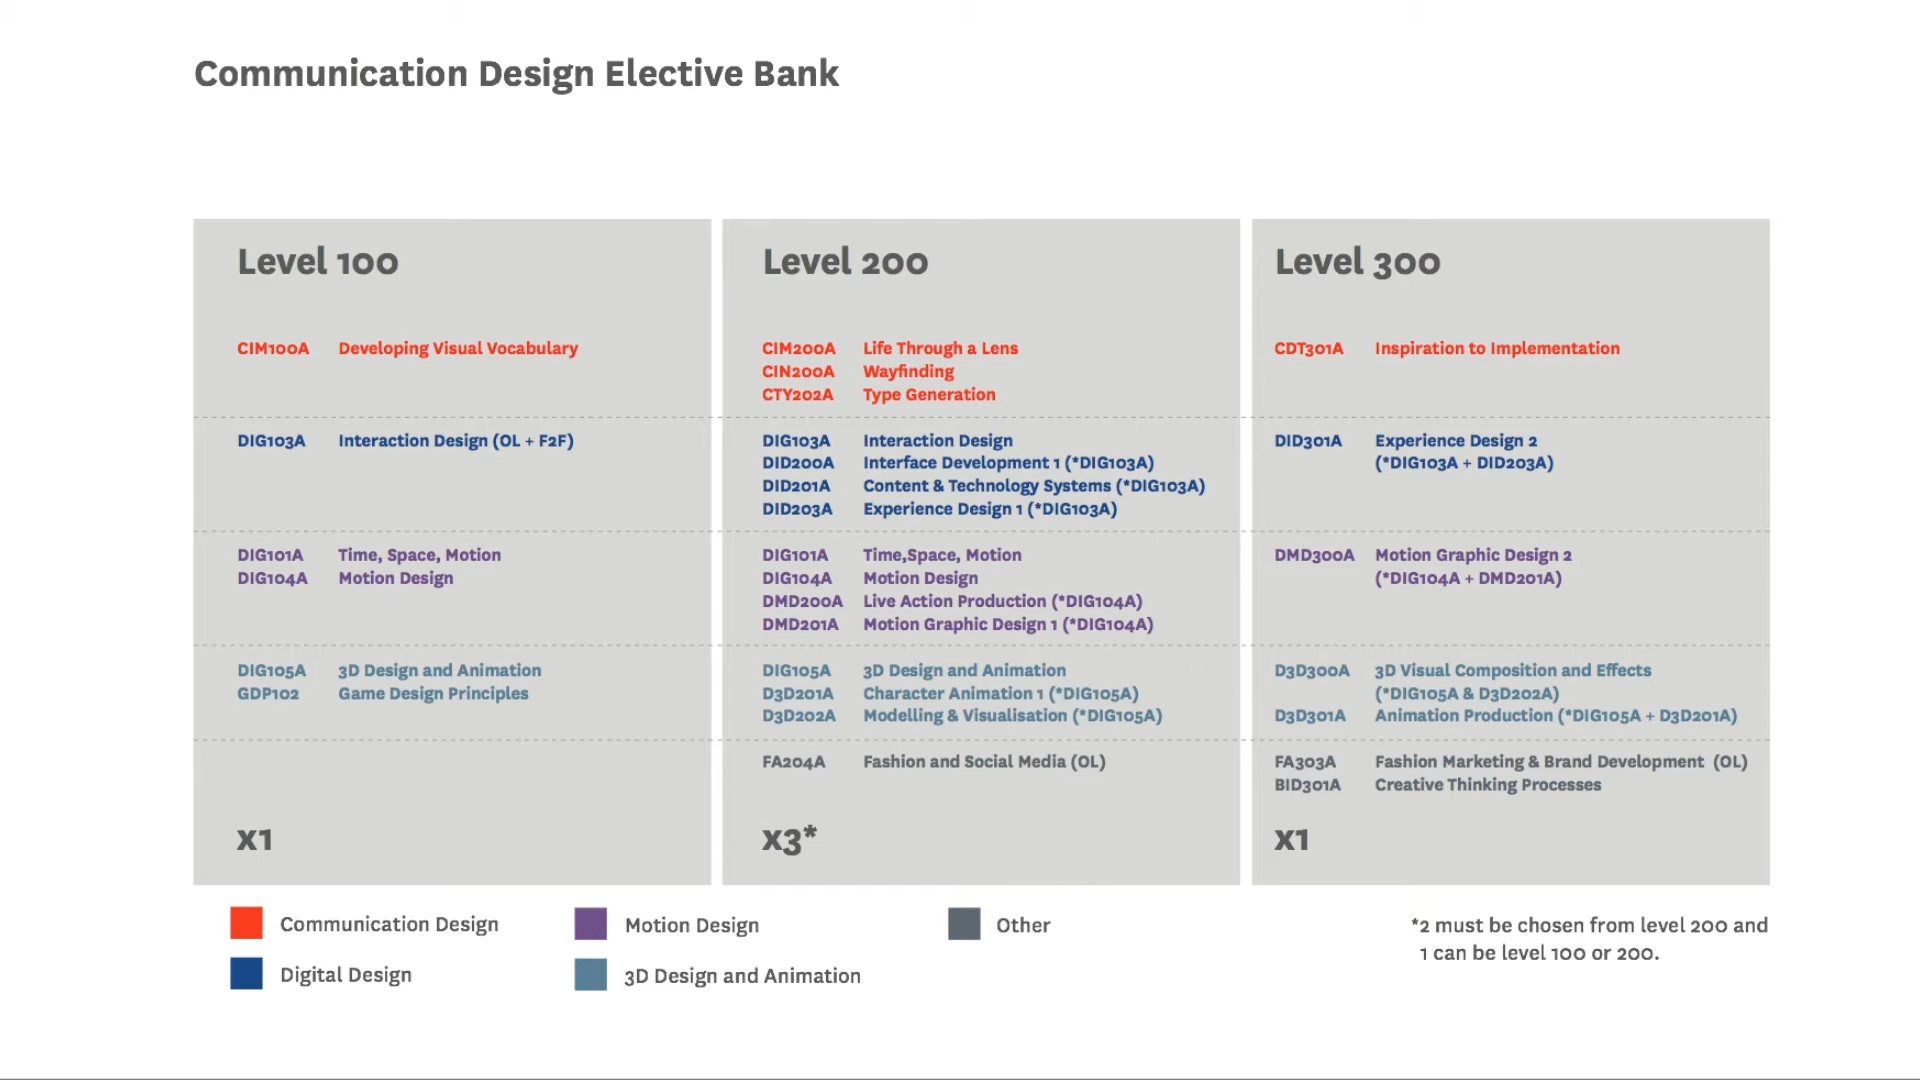 Communication Design Elective Bank
Level 100
CIM100A Developing Visual Vocabulary
DIG103A Interaction Design (OL + F2F)
DIG101A Time, Space, Motion
DIG104A Motion Design
DIG105A 3D Design and Animation
GDP102 Game Design Principles
X1
Level 200
CIM200A Life Through a Lens
CIN200A Wayfinding
CTY202A Type Generation
DIG103A Interaction Design
DID200A Interface Development 1 (*DIG103A)
DID201A Content & Technology Systems (*DIG103A)
DID203A Experience Design 1 (*DIG103A)
DIG101A Time,Space, Motion
DIG104A Motion Design
DMD200A Live Action Production (*DIG104A)
DMD201A Motion Graphic Design 1 (*DIG104A)
DIG105A 3D Design and Animation
D3D201A Character Animation 1 (*DIG105A)
D3D202A Modelling & Visualisation (*DIG105A)
FA204A Fashion and Social Media (OL)
X3*
Level 300
CDT301A Inspiration to Implementation
DID301A Experience Design 2
(*DIG103A + DID203A)
DMD300A Motion Graphic Design 2
(*DIG104A + DMD201A)
D3D300A 3D Visual Composition and Effects
(*DIG105A & D3D202A)
D3D301A Animation Production (*DIG105A + D3D201A)
FA303A Fashion Marketing & Brand Development (OL)
BID301A Creative Thinking Processes
X1
Communication Design
Digital Design
Motion Design
3D Design and Animation
Other
*2 must be chosen from level 200 and
1 can be level 100 or 200.